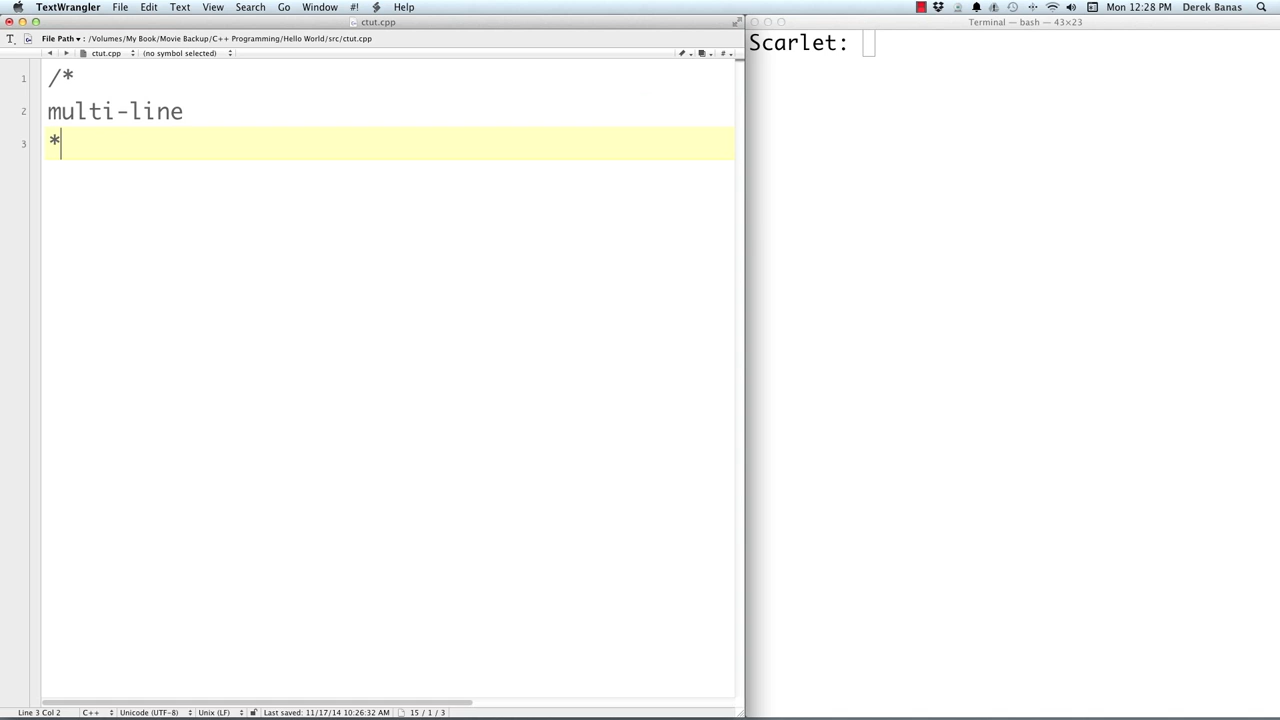 TextWrangler File Edit Text View Search Go Window #! Help Mon 12:28 PM Derek Banas
ctut.cpp
Terminal — bash — 43×23
File Path ▾ : /Volumes/My Book/Movie Backup/C++ Programming/Hello World/src/ctut.cpp
ctut.cpp (no symbol selected) #
Scarlet:
1 /*
2 multi-line
3 *
Line 3 Col 2 C++ Unicode (UTF-8) Unix (LF) Last saved: 11/17/14 10:26:32 AM 15 / 1 / 3